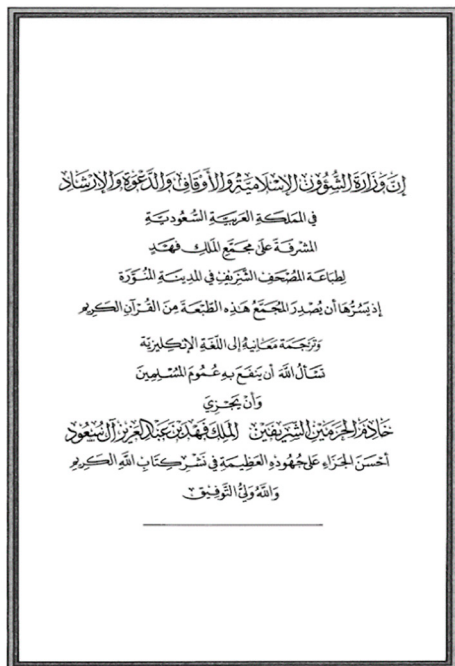 إن وزارة الشؤون الإسلامية والأوقاف والدعوة والإرشاد
في المملكة العربية السعودية
المشرفة على مجمع الملك فهد
لطباعة المصحف الشريف في المدينة المنورة
إذ يسرها أن يصدر المجمع هذه الطبعة من القرآن الكريم
وترجمة معانيه إلى اللغة الإنكليزية
تسأل الله أن ينفع به عموم المسلمين
وأن يجزي
خادم الحرمين الشريفين الملك فهد بن عبد العزيز آل سعود
أحسن الجزاء على جهوده العظيمة في نشر كتاب الله الكريم
والله ولي التوفيق